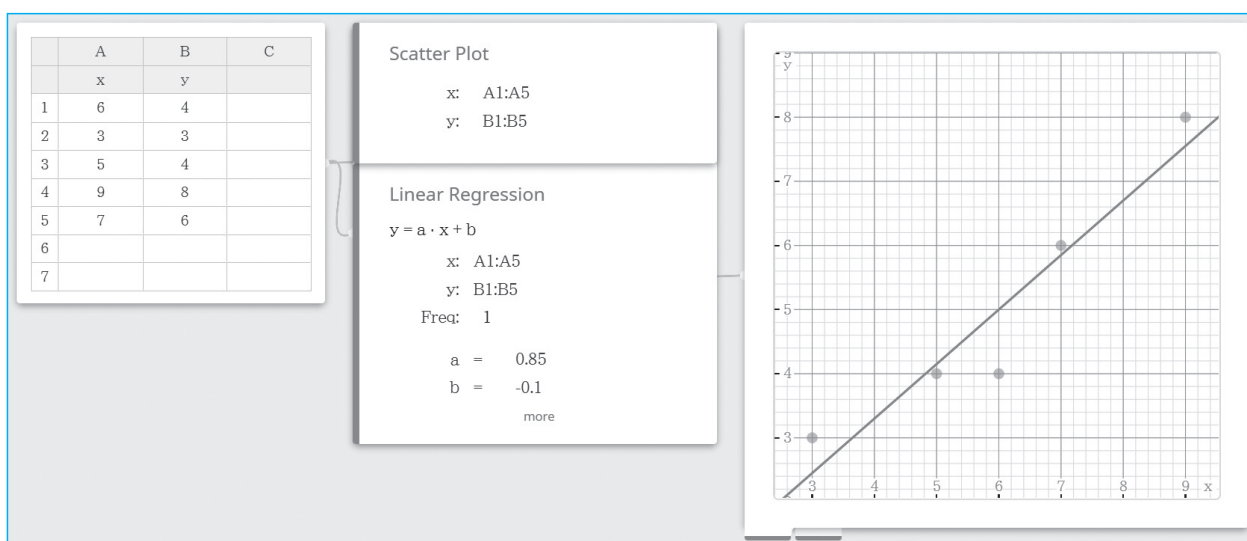 A B C
x y
1 6 4
2 3 3
3 5 4
4 9 8
5 7 6
6
7
Scatter Plot
x: A1:A5
y: B1:B5
Linear Regression
y = a · x + b
x: A1:A5
y: B1:B5
Freq: 1
a = 0.85
b = -0.1
more
y
8
7
6
5
4
3
3 4 5 6 7 8 9 x